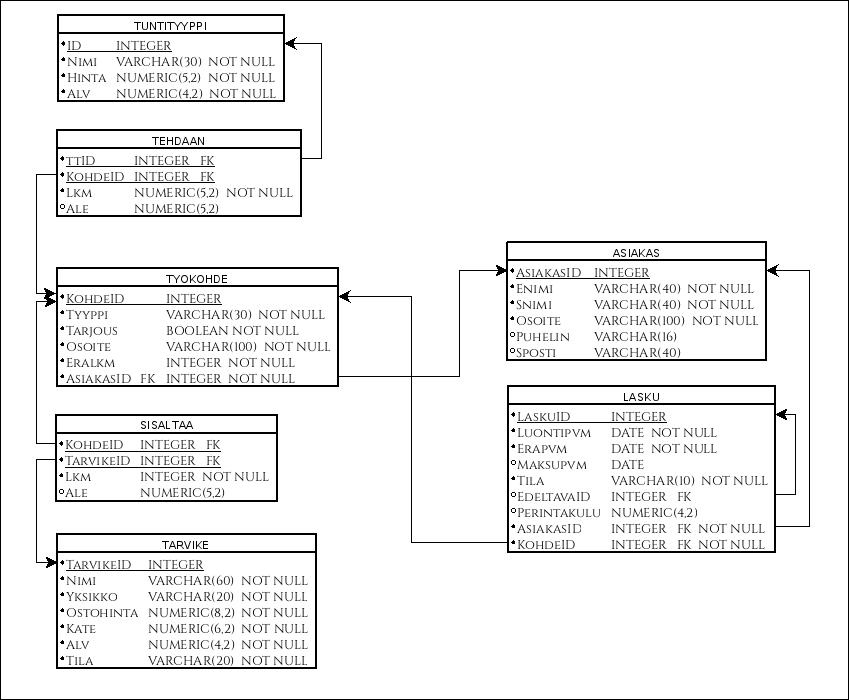 TUNTITYYPPI
ID INTEGER
Nimi VARCHAR(30) NOT NULL
Hinta NUMERIC(5,2) NOT NULL
Alv NUMERIC(4,2) NOT NULL
TEHDAAN
ttID INTEGER FK
KohdeID INTEGER FK
Lkm NUMERIC(5,2) NOT NULL
Ale NUMERIC(5,2)
TYOKOHDE
KohdeID INTEGER
Tyyppi VARCHAR(30) NOT NULL
Tarjous BOOLEAN NOT NULL
Osoite VARCHAR(100) NOT NULL
EraLkm INTEGER NOT NULL
AsiakasID FK INTEGER NOT NULL
SISALTAA
KohdeID INTEGER FK
TarvikeID INTEGER FK
Lkm INTEGER NOT NULL
Ale NUMERIC(5,2)
TARVIKE
TarvikeID INTEGER
Nimi VARCHAR(60) NOT NULL
Yksikko VARCHAR(20) NOT NULL
Ostohinta NUMERIC(8,2) NOT NULL
Kate NUMERIC(6,2) NOT NULL
Alv NUMERIC(4,2) NOT NULL
Tila VARCHAR(20) NOT NULL
ASIAKAS
AsiakasID INTEGER
Enimi VARCHAR(40) NOT NULL
Snimi VARCHAR(40) NOT NULL
Osoite VARCHAR(100) NOT NULL
Puhelin VARCHAR(16)
Sposti VARCHAR(40)
LASKU
LaskuID INTEGER
Luontipvm DATE NOT NULL
Erapvm DATE NOT NULL
Maksupvm DATE
Tila VARCHAR(10) NOT NULL
EdeltavaID INTEGER FK
Perintakulu NUMERIC(4,2)
AsiakasID INTEGER FK NOT NULL
KohdeID INTEGER FK NOT NULL